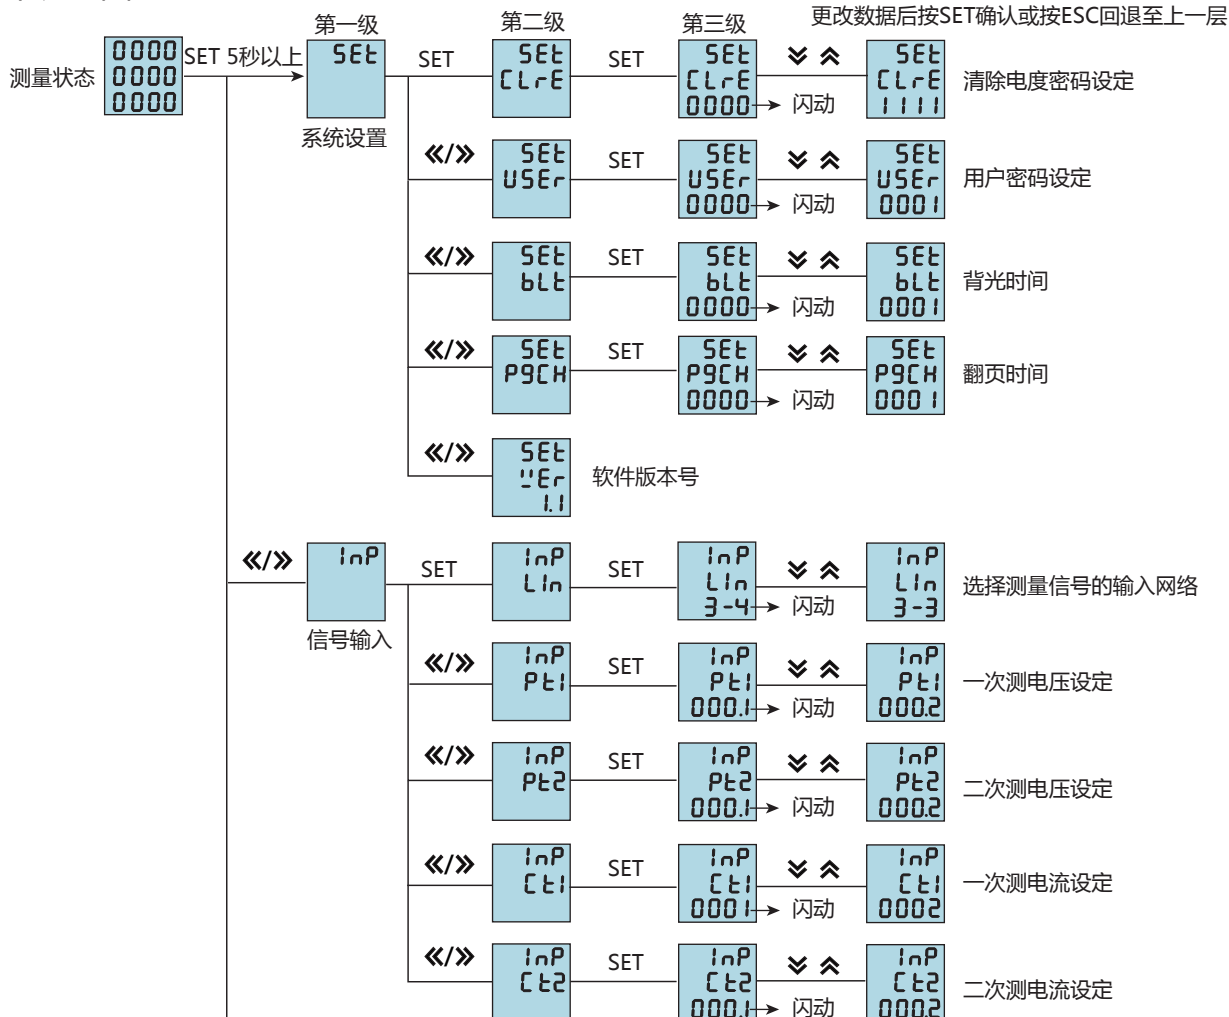 第一级 第二级 第三级 更改数据后按SET确认或按ESC回退至上一层
测量状态 0000 0000 0000 SET 5秒以上 SEt 系统设置
SET SEt CLrE SET SEt CLrE 0000 闪动 SEt CLrE 1111 清除电度密码设定
«/» SEt USEr SET SEt USEr 0000 闪动 SEt USEr 0001 用户密码设定
«/» SEt bLt SET SEt bLt 0000 闪动 SEt bLt 0001 背光时间
«/» SEt PgCH SET SEt PgCH 0000 闪动 SEt PgCH 0001 翻页时间
«/» SEt VEr 1.1 软件版本号
«/» InP 信号输入
SET InP LIn SET InP LIn 3-4 闪动 InP LIn 3-3 选择测量信号的输入网络
«/» InP Pt1 SET InP Pt1 000.1 闪动 InP Pt1 000.2 一次测电压设定
«/» InP Pt2 SET InP Pt2 000.1 闪动 InP Pt2 000.2 二次测电压设定
«/» InP Ct1 SET InP Ct1 0001 闪动 InP Ct1 0002 一次测电流设定
«/» InP Ct2 SET InP Ct2 000.1 闪动 InP Ct2 000.2 二次测电流设定